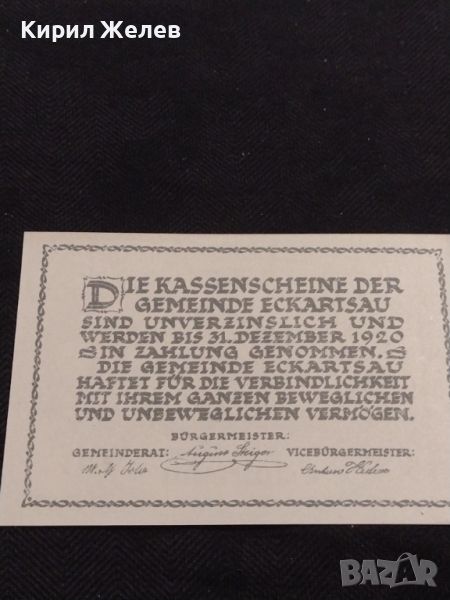 Кирил Желев
DIE KASSENSCHEINE DER
GEMEINDE ECKARTSAU
SIND UNVERZINSLICH UND
WERDEN BIS 31. DEZEMBER 1920
IN ZAHLUNG GENOMMEN.
DIE GEMEINDE ECKARTSAU
HAFTET FÜR DIE VERBINDLICHKEIT
MIT IHREM GANZEN BEWEGLICHEN
UND UNBEWEGLICHEN VERMÖGEN.
BÜRGERMEISTER:
GEMEINDERAT: VICEBÜRGERMEISTER:
BAZAR